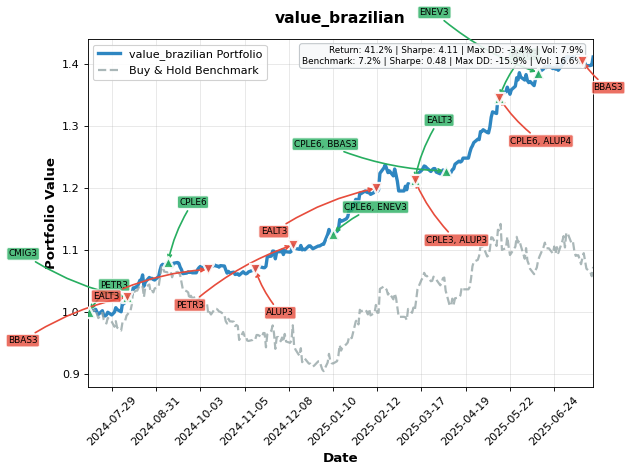 value_brazilian
ENEV3
value_brazilian Portfolio
Buy & Hold Benchmark
Return: 41.2% | Sharpe: 4.11 | Max DD: -3.4% | Vol: 7.9%
Benchmark: 7.2% | Sharpe: 0.48 | Max DD: -15.9% | Vol: 16.6%
BBAS3
EALT3
CPLE6, BBAS3
CPLE6, ALUP4
CPLE6
CPLE6, ENEV3
EALT3
CPLE3, ALUP3
CMIG3
PETR3
EALT3
PETR3
ALUP3
BBAS3
Portfolio Value
1.4
1.3
1.2
1.1
1.0
0.9
2024-07-29
2024-08-31
2024-10-03
2024-11-05
2024-12-08
2025-01-10
2025-02-12
2025-03-17
2025-04-19
2025-05-22
2025-06-24
Date